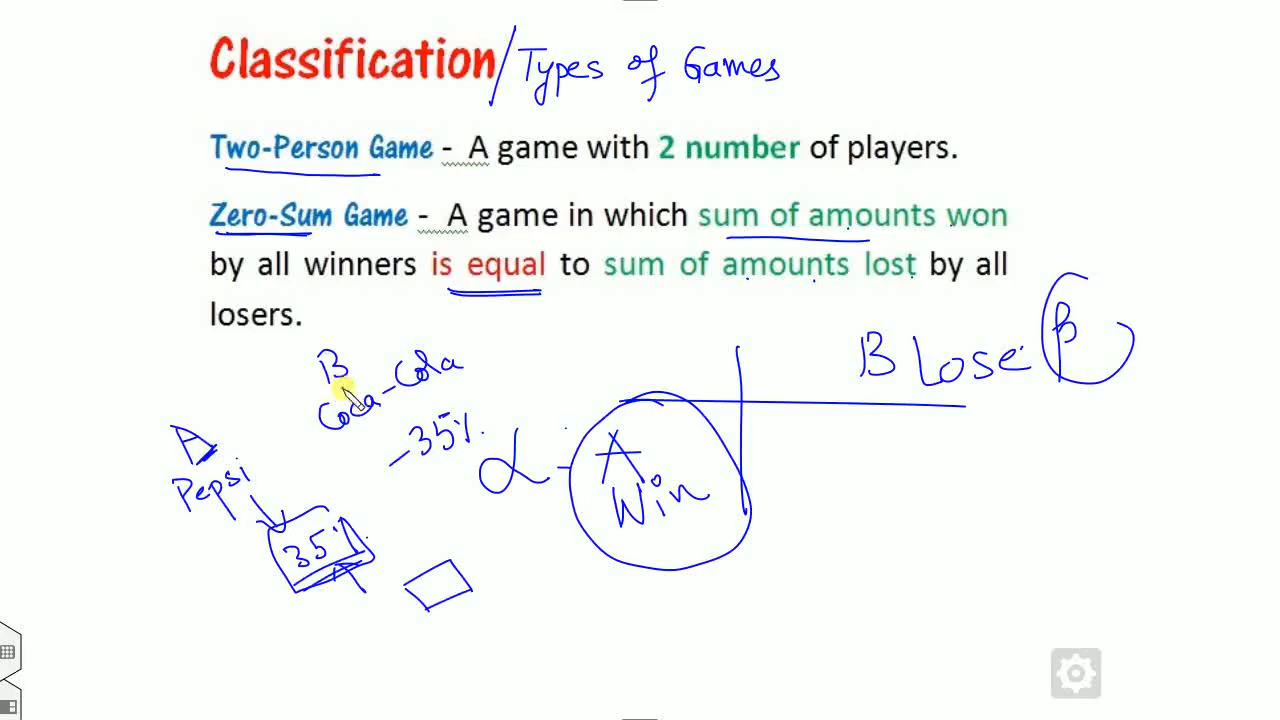 Classification/Types of Games
Two-Person Game - A game with 2 number of players.
Zero-Sum Game - A game in which sum of amounts won
by all winners is equal to sum of amounts lost by all
losers.
B
Coca-Cola
B Lose β
A
Pepsi
-35%
α
A
Win
35%